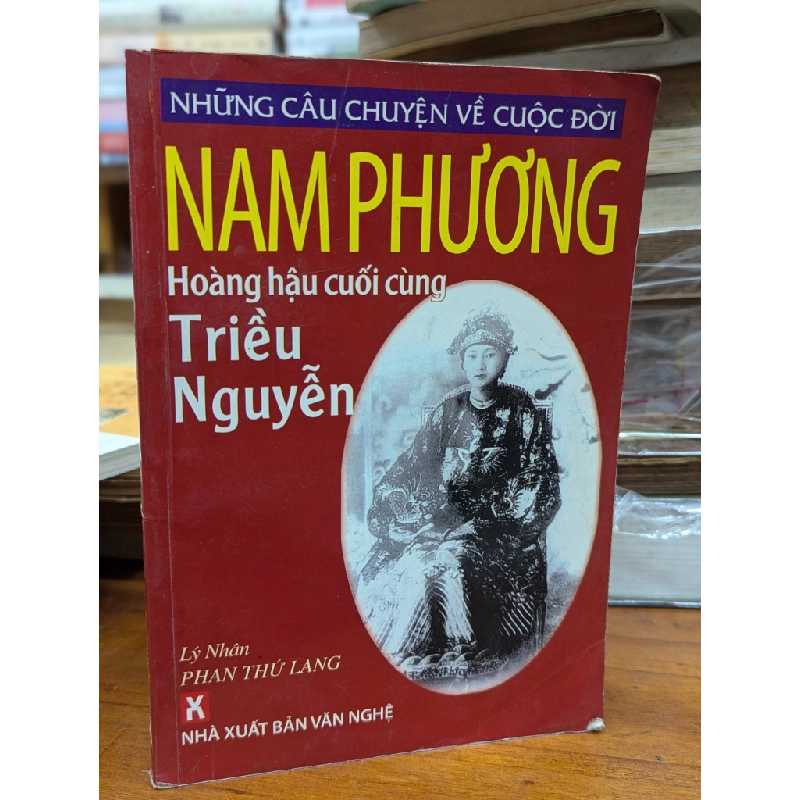 NHỮNG CÂU CHUYỆN VỀ CUỘC ĐỜI
NAM PHƯƠNG
Hoàng hậu cuối cùng
Triều
Nguyễn
Lý Nhân
PHAN THỨ LANG
NHÀ XUẤT BẢN VĂN NGHỆ